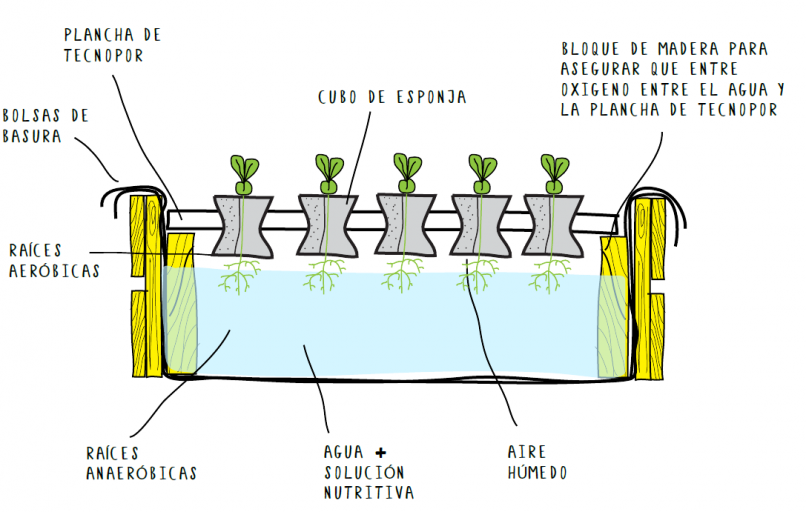 PLANCHA DE
TECNOPOR
BLOQUE DE MADERA PARA
ASEGURAR QUE ENTRE
OXIGENO ENTRE EL AGUA Y
LA PLANCHA DE TECNOPOR
CUBO DE ESPONJA
BOLSAS DE
BASURA
RAÍCES
AERÓBICAS
RAÍCES
ANAERÓBICAS
AGUA +
SOLUCIÓN
NUTRITIVA
AIRE
HÚMEDO